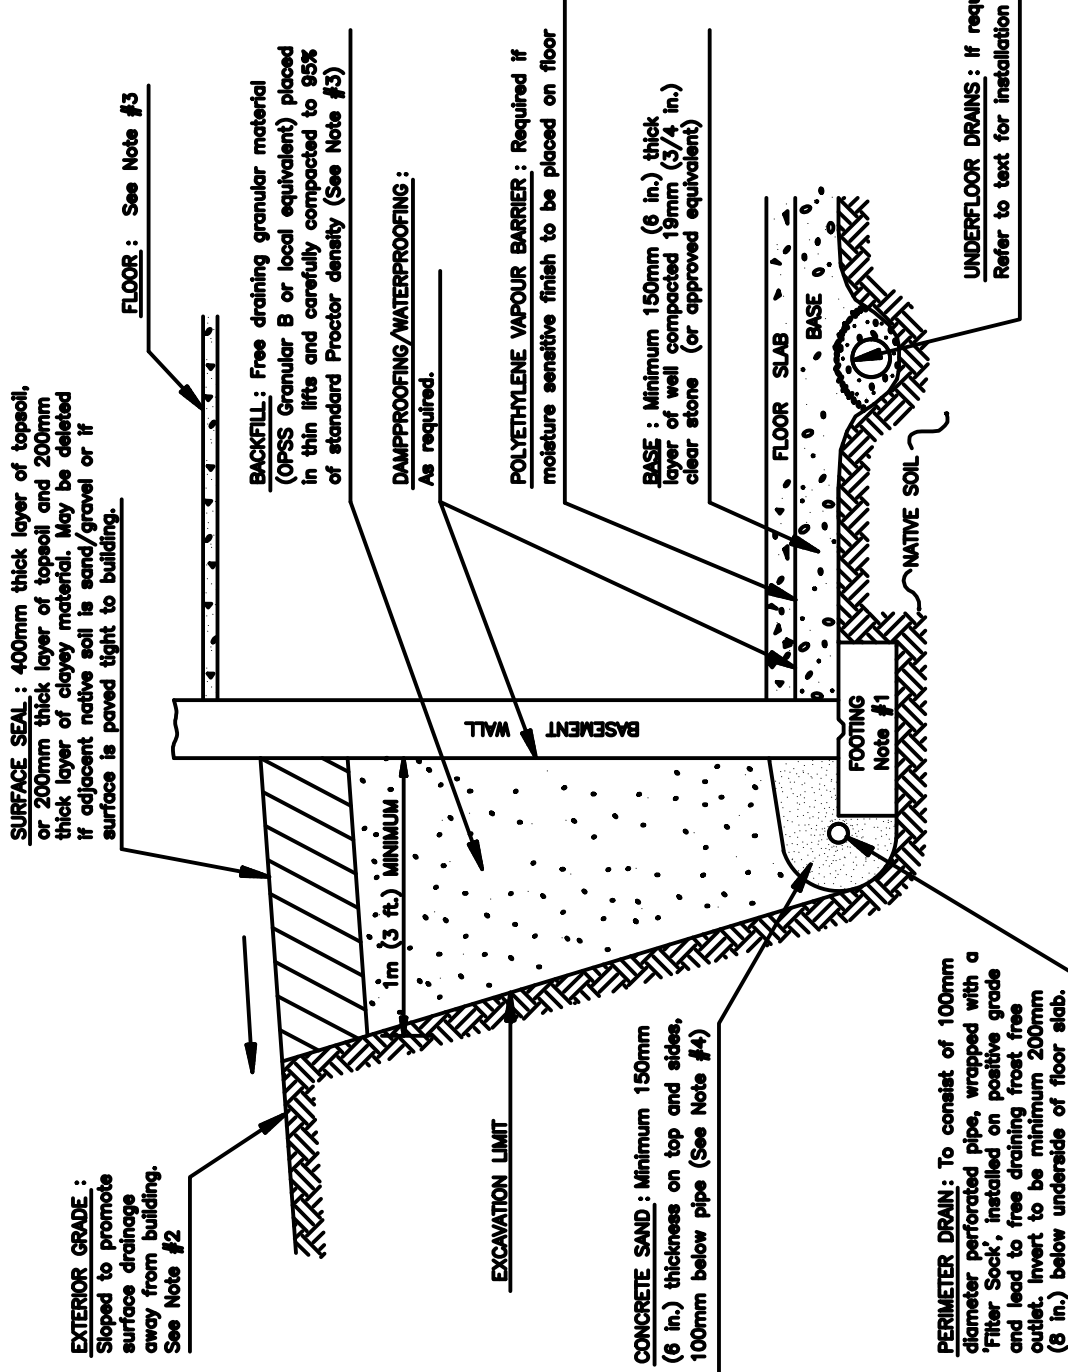 SURFACE SEAL : 400mm thick layer of topsoil,
or 200mm thick layer of topsoil and 200mm
thick layer of clayey material. May be deleted
if adjacent native soil is sand/gravel or if
surface is paved tight to building.
FLOOR : See Note #3
EXTERIOR GRADE :
Sloped to promote
surface drainage
away from building.
See Note #2
BACKFILL : Free draining granular material
(OPSS Granular B or local equivalent) placed
in thin lifts and carefully compacted to 95%
of standard Proctor density (See Note #3)
1m (3 ft.) MINIMUM
DAMPPROOFING/WATERPROOFING :
As required.
BASEMENT WALL
EXCAVATION LIMIT
POLYETHYLENE VAPOUR BARRIER : Required if
moisture sensitive finish to be placed on floor
BASE : Minimum 150mm (6 in.) thick
layer of well compacted 19mm (3/4 in.)
clear stone (or approved equivalent)
CONCRETE SAND : Minimum 150mm
(6 in.) thickness on top and sides,
100mm below pipe (See Note #4)
FLOOR SLAB
BASE
FOOTING
Note #1
NATIVE SOIL
PERIMETER DRAIN : To consist of 100mm
diameter perforated pipe, wrapped with a
'Filter Sock', installed on positive grade
and lead to free draining frost free
outlet. Invert to be minimum 200mm
(8 in.) below underside of floor slab.
UNDERFLOOR DRAINS : If requ
Refer to text for installation